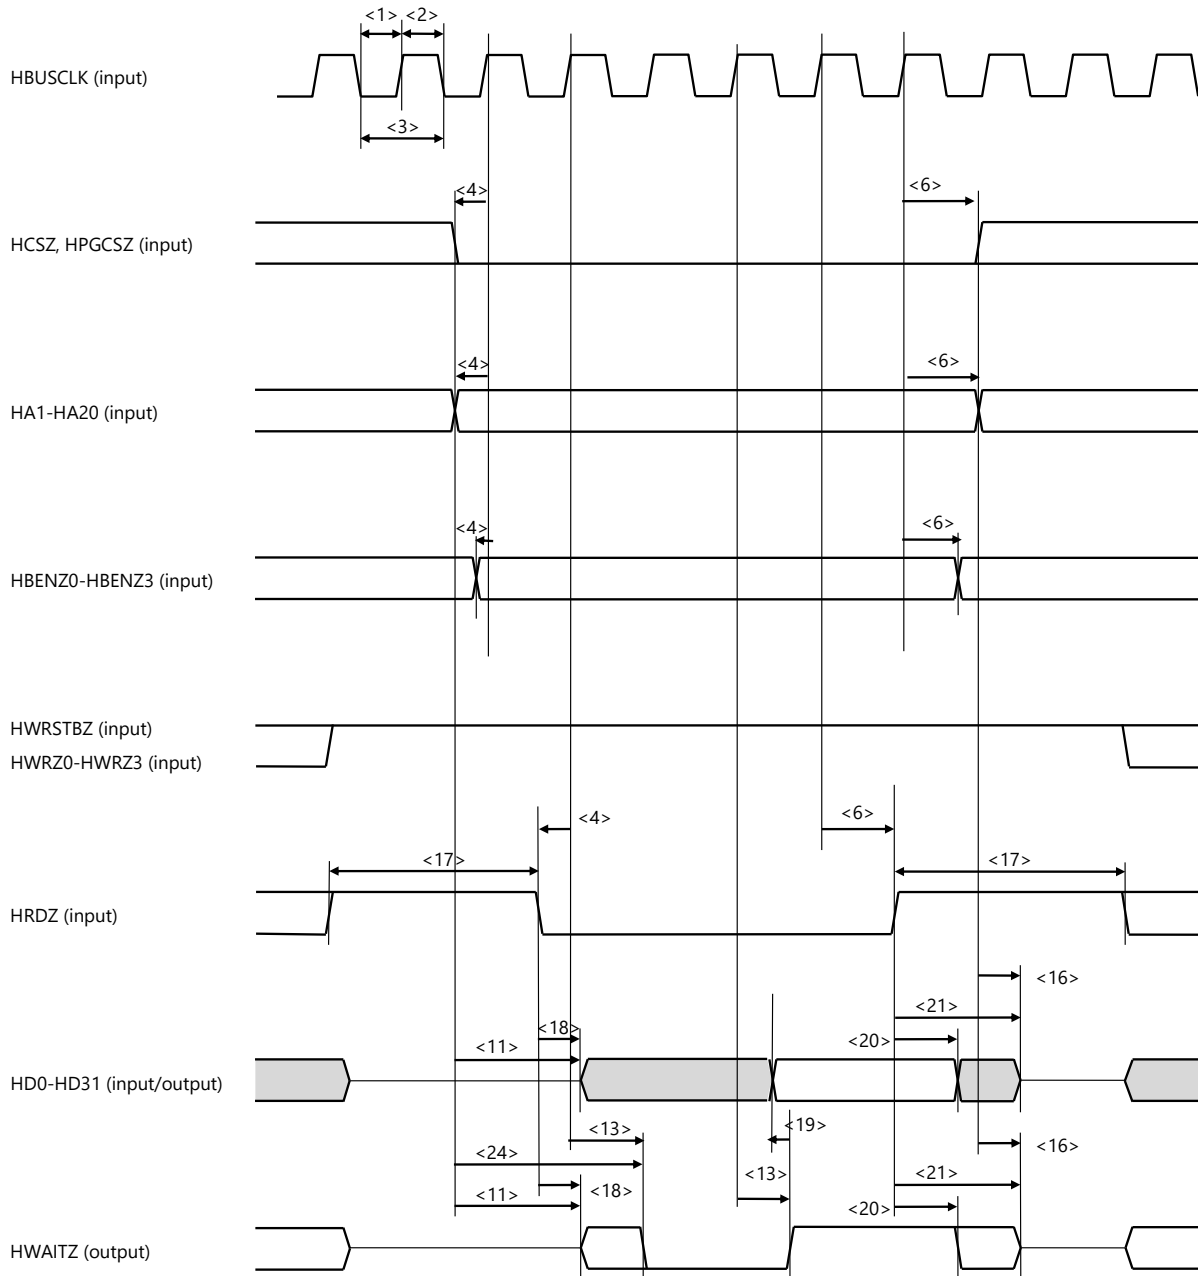 <1> <2>
HBUSCLK (input)
<3>
<4> <6>
HCSZ, HPGCSZ (input)
<4> <6>
HA1-HA20 (input)
<4> <6>
HBENZ0-HBENZ3 (input)
HWRSTBZ (input)
HWRZ0-HWRZ3 (input)
<4> <6>
<17> <17>
HRDZ (input)
<16>
<21>
<18> <20>
<11>
HD0-HD31 (input/output)
<13> <19>
<16>
<24>
<13> <21>
<18>
<11> <20>
HWAITZ (output)